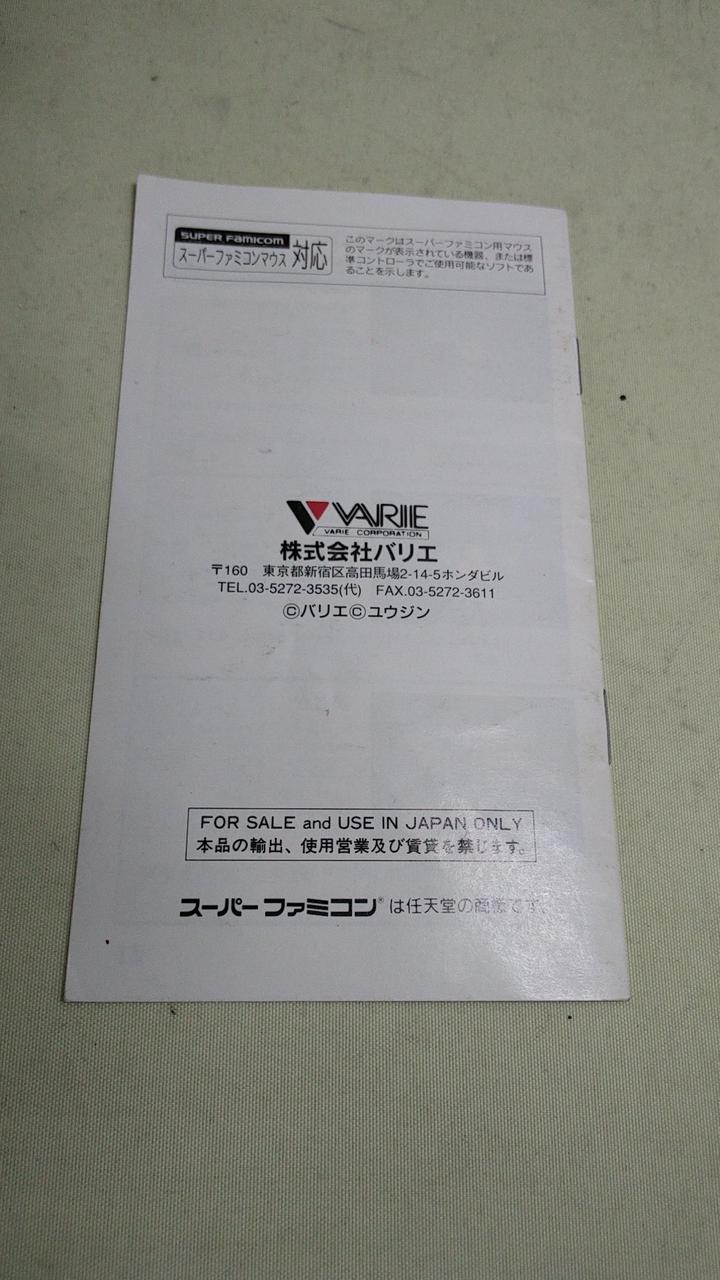 SUPER Famicom
スーパーファミコンマウス 対応
このマークはスーパーファミコン用マウス
のマークが表示されている機器、または標
準コントローラでご使用可能なソフトであ
ることを示します。
VARIE
VARIE CORPORATION
株式会社バリエ
〒160 東京都新宿区高田馬場2-14-5ホンダビル
TEL.03-5272-3535(代) FAX.03-5272-3611
©バリエ©ユウジン
FOR SALE and USE IN JAPAN ONLY
本品の輸出、使用営業及び賃貸を禁じます。
スーパーファミコン®は任天堂の商標です。